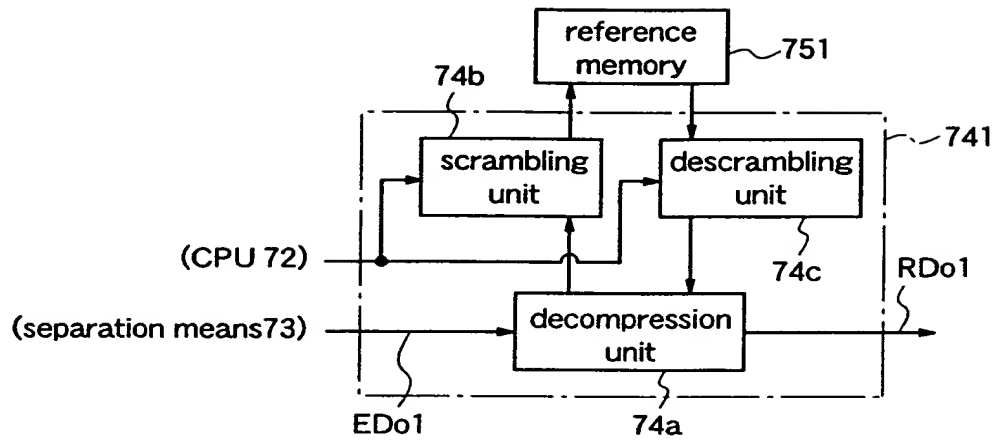 reference
memory
751
74b
741
scrambling
unit
descrambling
unit
(CPU 72)
74c
RDo1
(separation means73)
decompression
unit
EDo1
74a